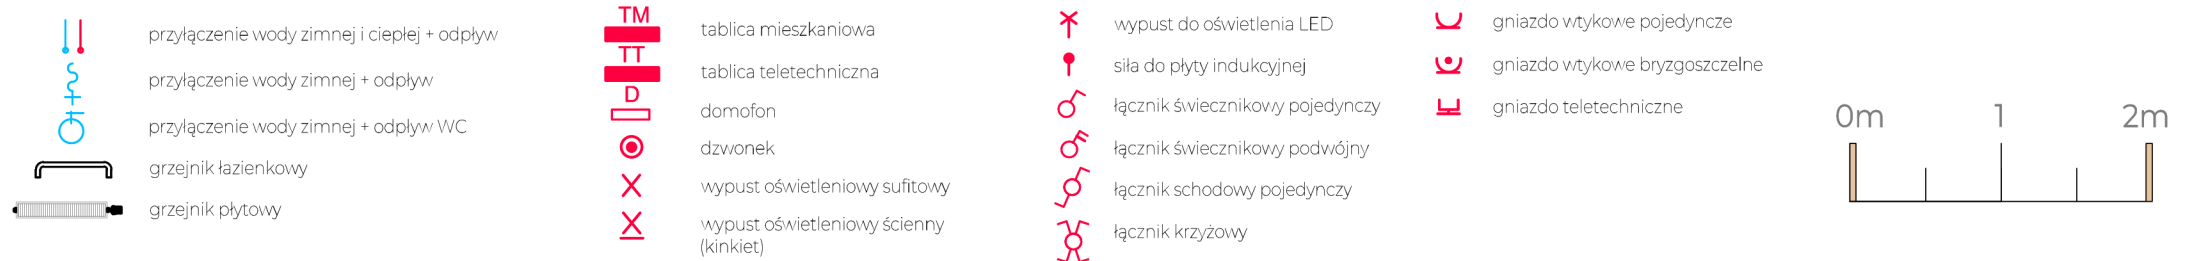 przyłączenie wody zimnej i ciepłej + odpływ
przyłączenie wody zimnej + odpływ
przyłączenie wody zimnej + odpływ WC
grzejnik łazienkowy
grzejnik płytowy
TM
tablica mieszkaniowa
TT
tablica teletechniczna
D
domofon
dzwonek
wypust oświetleniowy sufitowy
wypust oświetleniowy ścienny
(kinkiet)
wypust do oświetlenia LED
siła do płyty indukcyjnej
łącznik świecznikowy pojedynczy
łącznik świecznikowy podwójny
łącznik schodowy pojedynczy
łącznik krzyżowy
gniazdo wtykowe pojedyncze
gniazdo wtykowe bryzgoszczelne
gniazdo teletechniczne
0m 1 2m